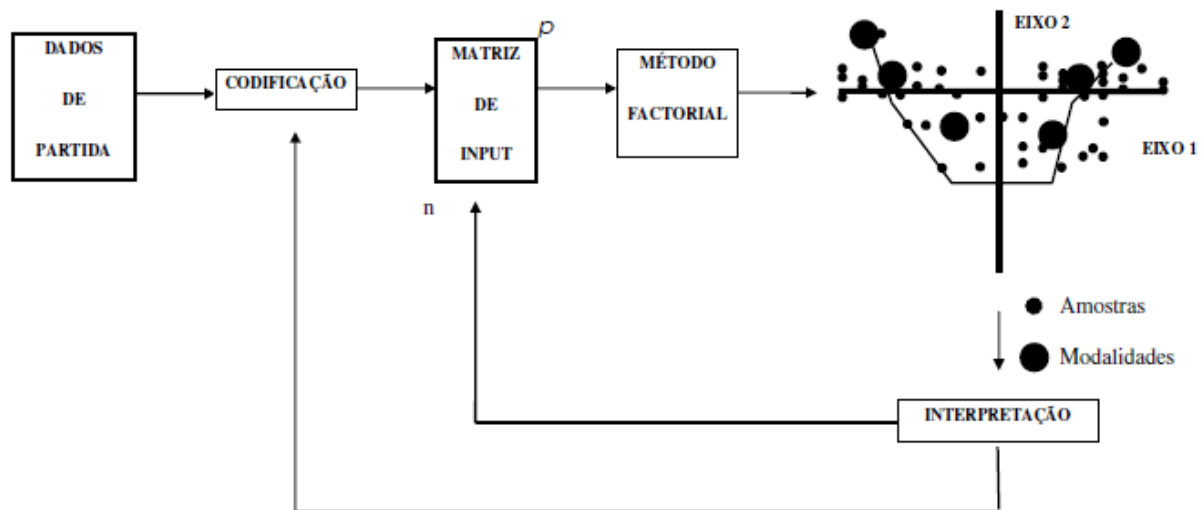 DADOS
DE
PARTIDA
CODIFICAÇÃO
p
MATRIZ
DE
INPUT
n
MÉTODO
FACTORIAL
EIXO 2
EIXO 1
Amostras
Modalidades
INTERPRETAÇÃO